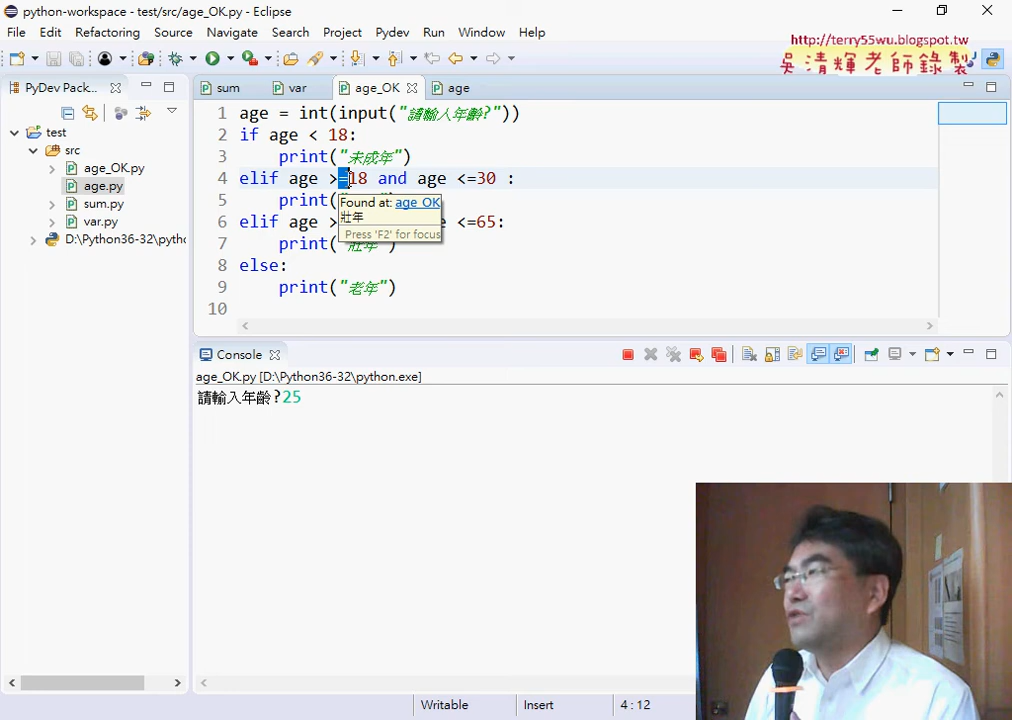 python-workspace - test/src/age_OK.py - Eclipse
File Edit Refactoring Source Navigate Search Project Pydev Run Window Help
http://terry55wu.blogspot.tw
吳清輝老師錄製
PyDev Pack...
sum var age_OK age
test
src
age_OK.py
age.py
sum.py
var.py
D:\Python36-32\pytho
1 age = int(input("請輸入年齡?"))
2 if age < 18:
3 print("未成年")
4 elif age >=18 and age <=30 :
5 print(
6 elif age > <=65:
7 print("壯年")
8 else:
9 print("老年")
10
Found at: age_OK
壯年
Press 'F2' for focus
Console
age_OK.py [D:\Python36-32\python.exe]
請輸入年齡?25
Writable Insert 4:12